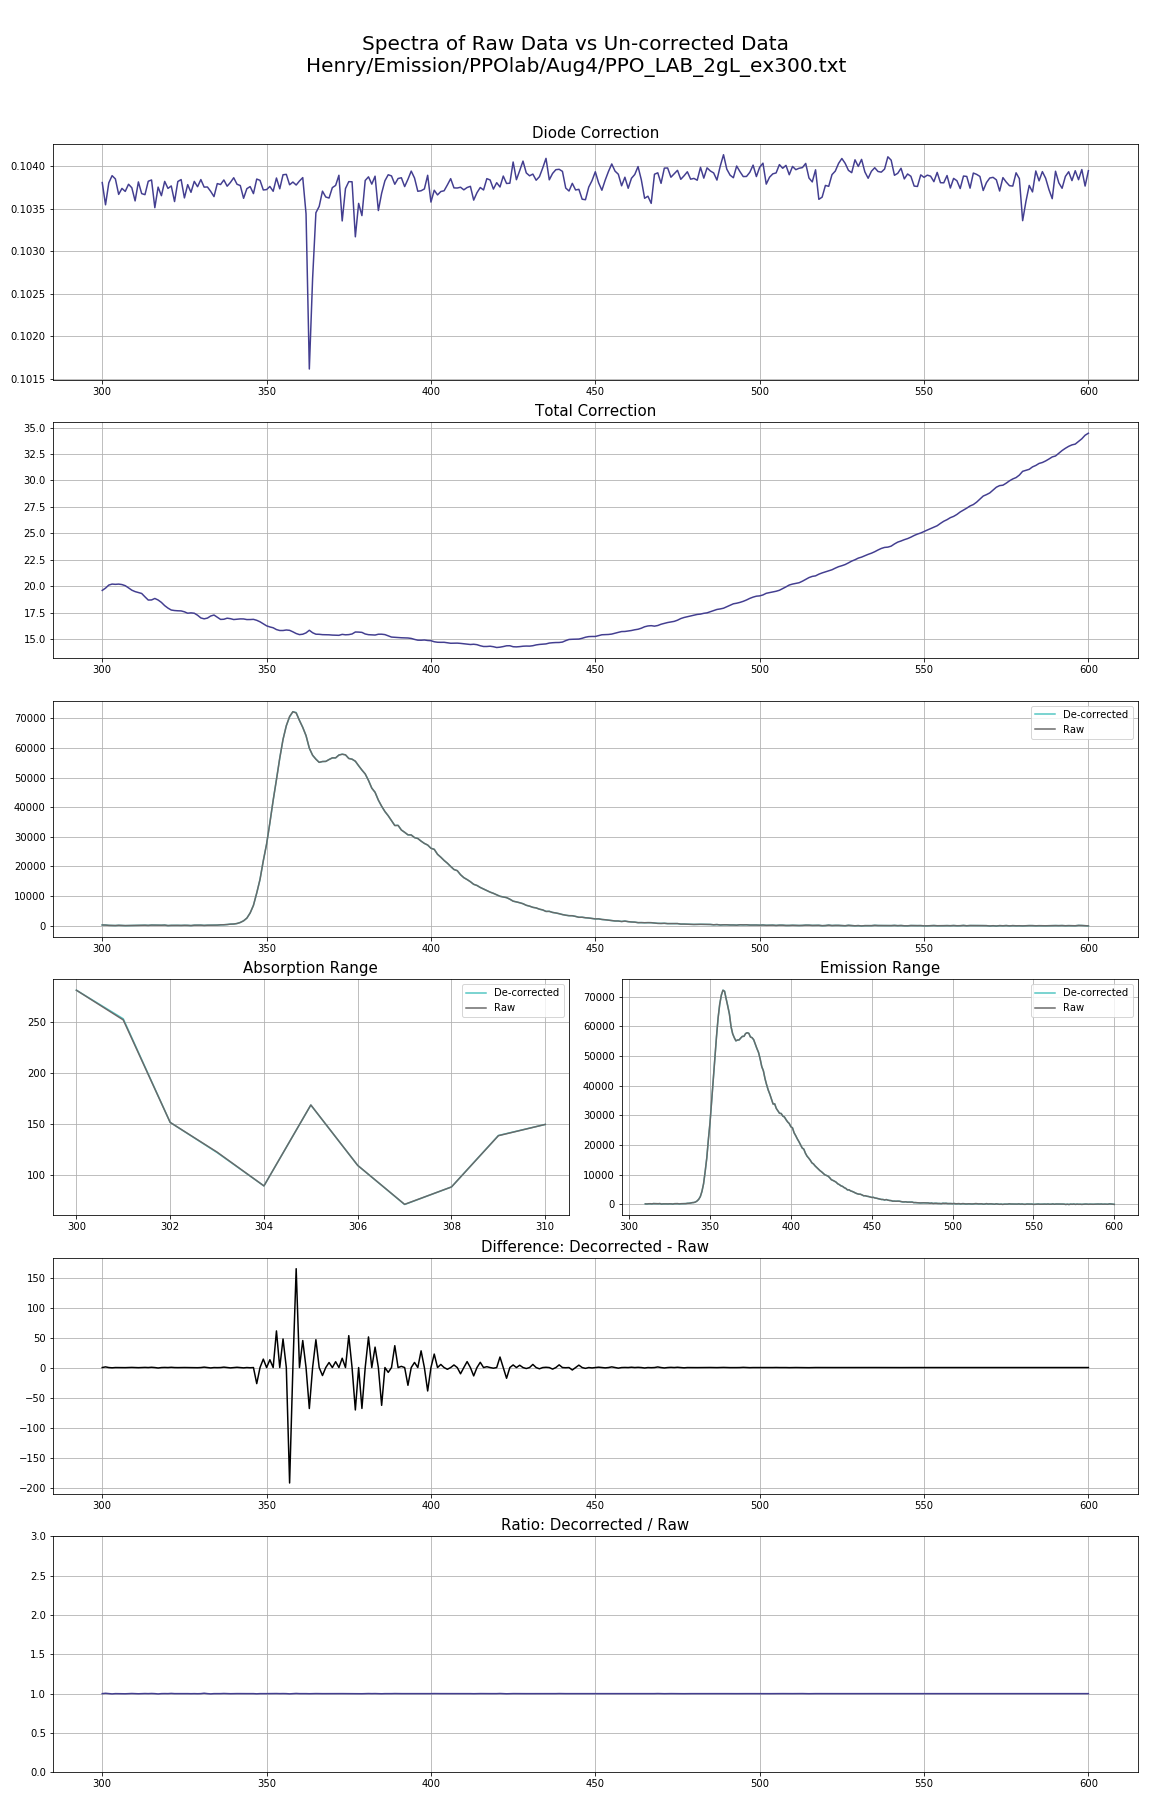 Spectra of Raw Data vs Un-corrected Data
Henry/Emission/PPOlab/Aug4/PPO_LAB_2gL_ex300.txt
Diode Correction
0.1040
0.1035
0.1030
0.1025
0.1020
0.1015
300 350 400 450 500 550 600
Total Correction
35.0
32.5
30.0
27.5
25.0
22.5
20.0
17.5
15.0
300 350 400 450 500 550 600
De-corrected
Raw
70000
60000
50000
40000
30000
20000
10000
0
300 350 400 450 500 550 600
Absorption Range
De-corrected
Raw
250
200
150
100
300 302 304 306 308 310
Emission Range
De-corrected
Raw
70000
60000
50000
40000
30000
20000
10000
0
300 350 400 450 500 550 600
Difference: Decorrected - Raw
150
100
50
0
−50
−100
−150
−200
300 350 400 450 500 550 600
Ratio: Decorrected / Raw
3.0
2.5
2.0
1.5
1.0
0.5
0.0
300 350 400 450 500 550 600